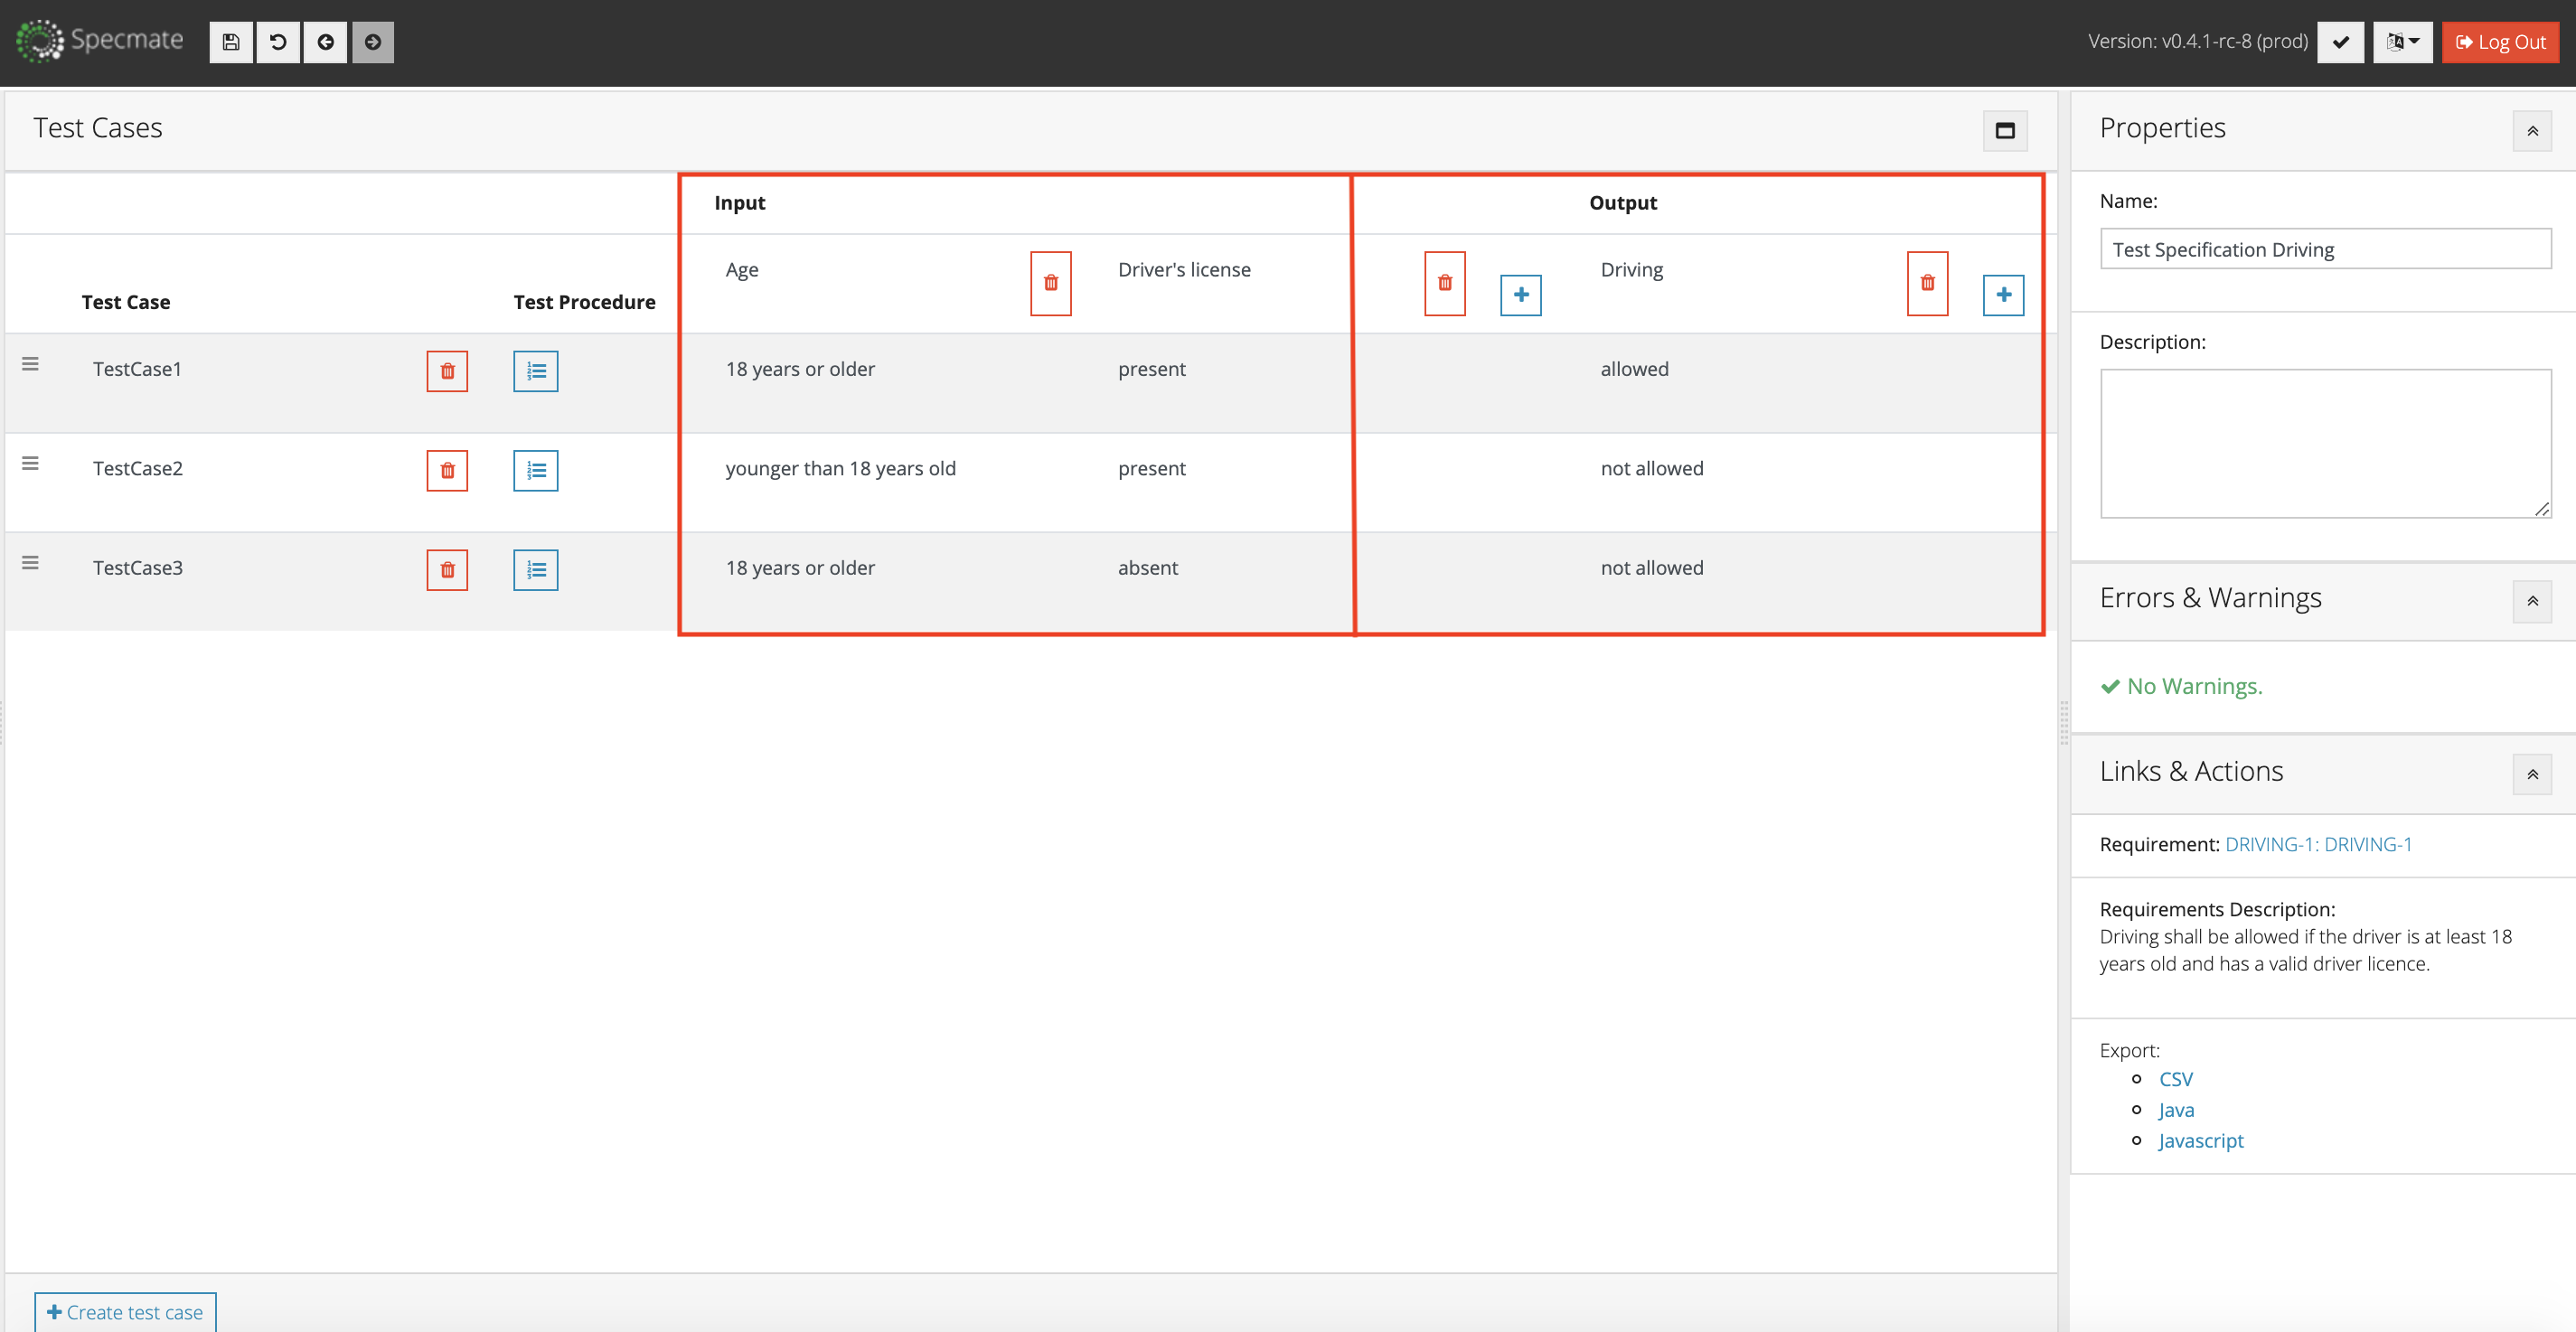 Specmate
Version: v0.4.1-rc-8 (prod)
Log Out
Test Cases
Input
Output
Test Case
Test Procedure
Age
Driver's license
Driving
TestCase1
18 years or older
present
allowed
TestCase2
younger than 18 years old
present
not allowed
TestCase3
18 years or older
absent
not allowed
Create test case
Properties
Name:
Test Specification Driving
Description:
Errors & Warnings
No Warnings.
Links & Actions
Requirement: DRIVING-1: DRIVING-1
Requirements Description:
Driving shall be allowed if the driver is at least 18
years old and has a valid driver licence.
Export:
CSV
Java
Javascript